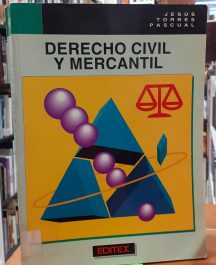 JESÚS
TORRES
PASCUAL
DERECHO CIVIL
Y MERCANTIL
EDITEX